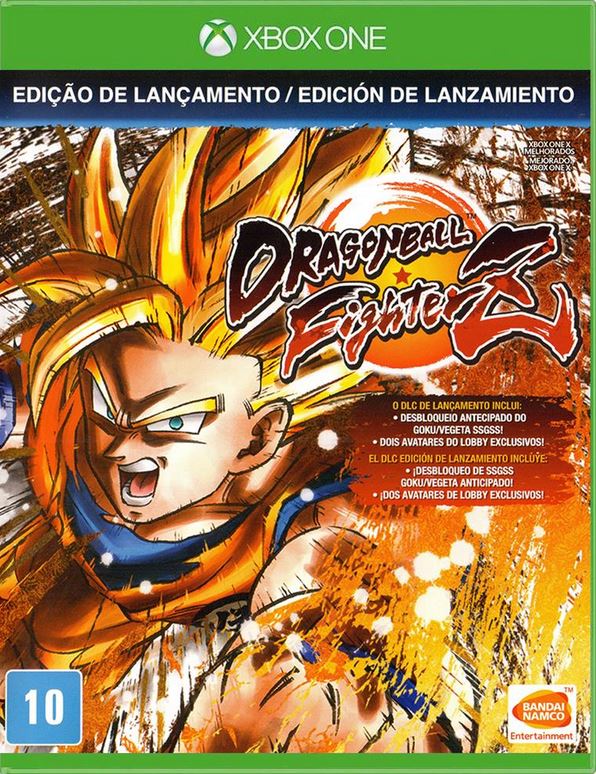 XBOX ONE
EDIÇÃO DE LANÇAMENTO / EDICIÓN DE LANZAMIENTO
XBOX ONE X
MELHORADOS
MEJORADO
XBOX ONE X
DRAGONBALL™
FighterZ
O DLC DE LANÇAMENTO INCLUI:
• DESBLOQUEIO ANTECIPADO DO
GOKU/VEGETA SSGSS!
• DOIS AVATARES DO LOBBY EXCLUSIVOS!
EL DLC EDICIÓN DE LANZAMIENTO INCLUYE:
• ¡DESBLOQUEO DE SSGSS
GOKU/VEGETA ANTICIPADO!
• ¡DOS AVATARES DE LOBBY EXCLUSIVOS!
10
BANDAI
NAMCO
™
Entertainment